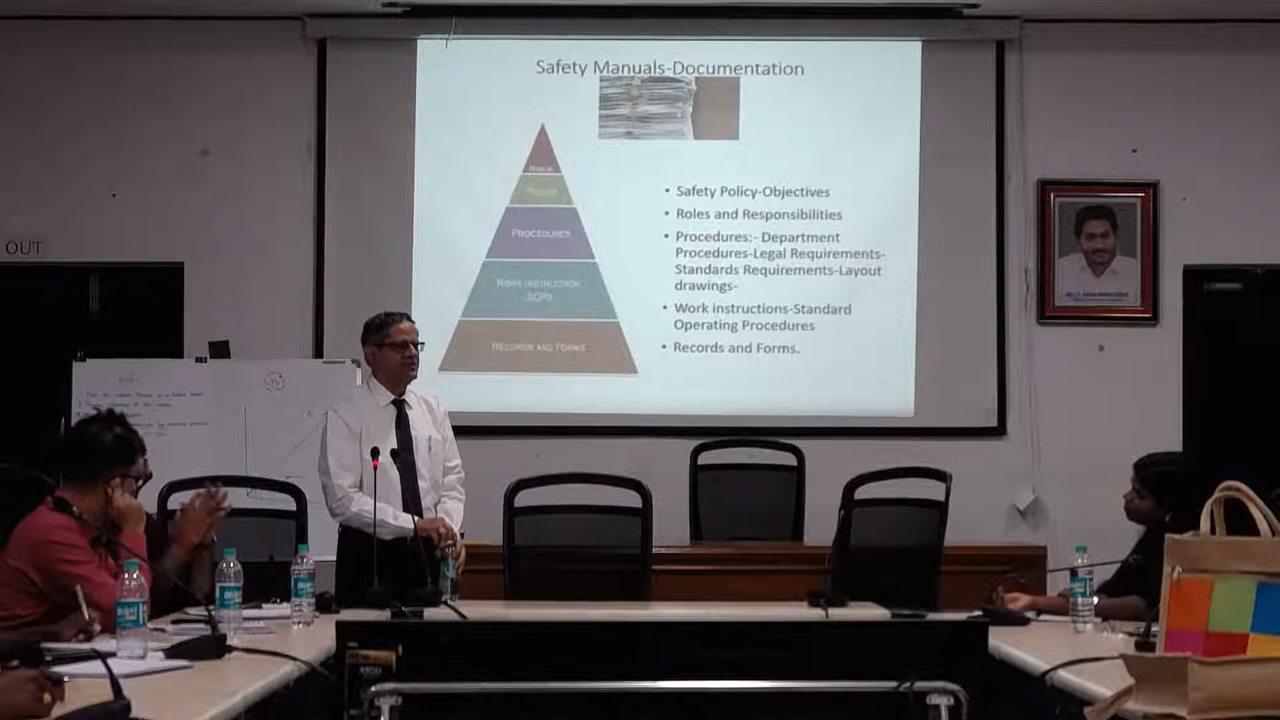 Safety Manuals-Documentation
PROCEDURES
WORK INSTRUCTION
SOPS
RECORDS AND FORMS
• Safety Policy-Objectives
• Roles and Responsibilities
• Procedures:- Department
Procedures-Legal Requirements-
Standards Requirements-Layout
drawings-
• Work instructions-Standard
Operating Procedures
• Records and Forms.
OUT